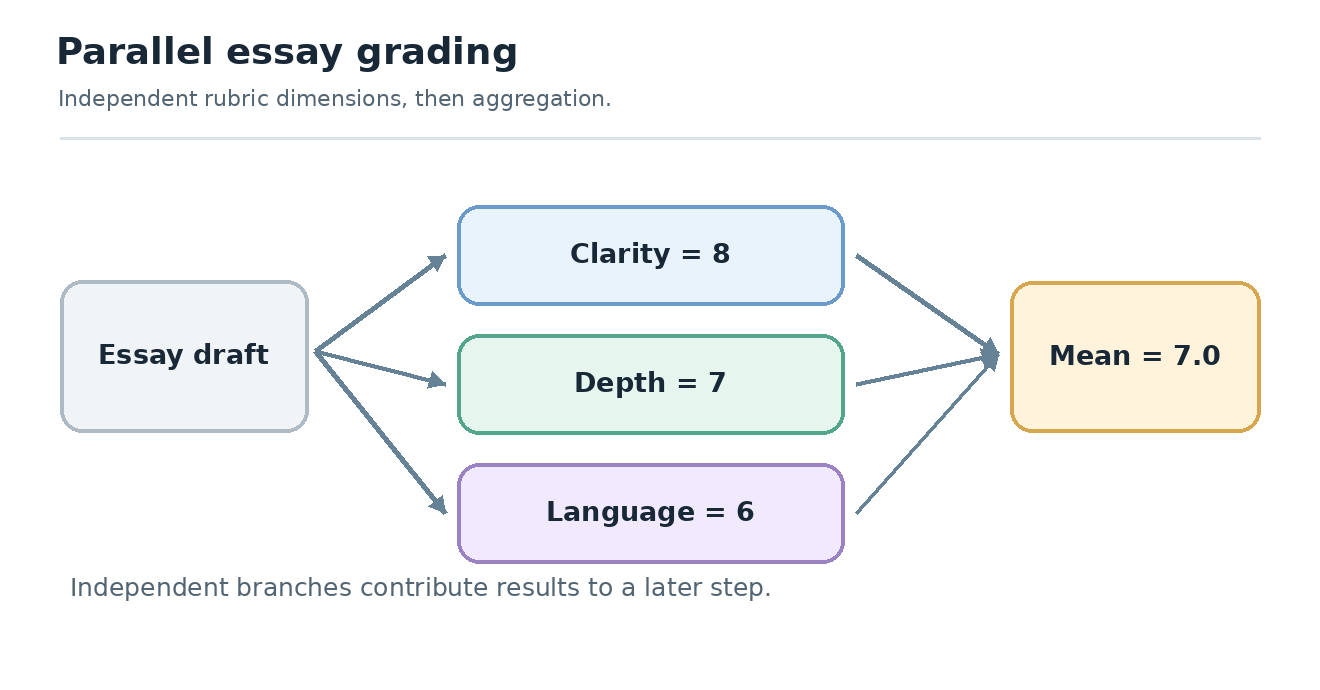 Parallel essay grading
Independent rubric dimensions, then aggregation.
Essay draft
Clarity = 8
Depth = 7
Language = 6
Mean = 7.0
Independent branches contribute results to a later step.